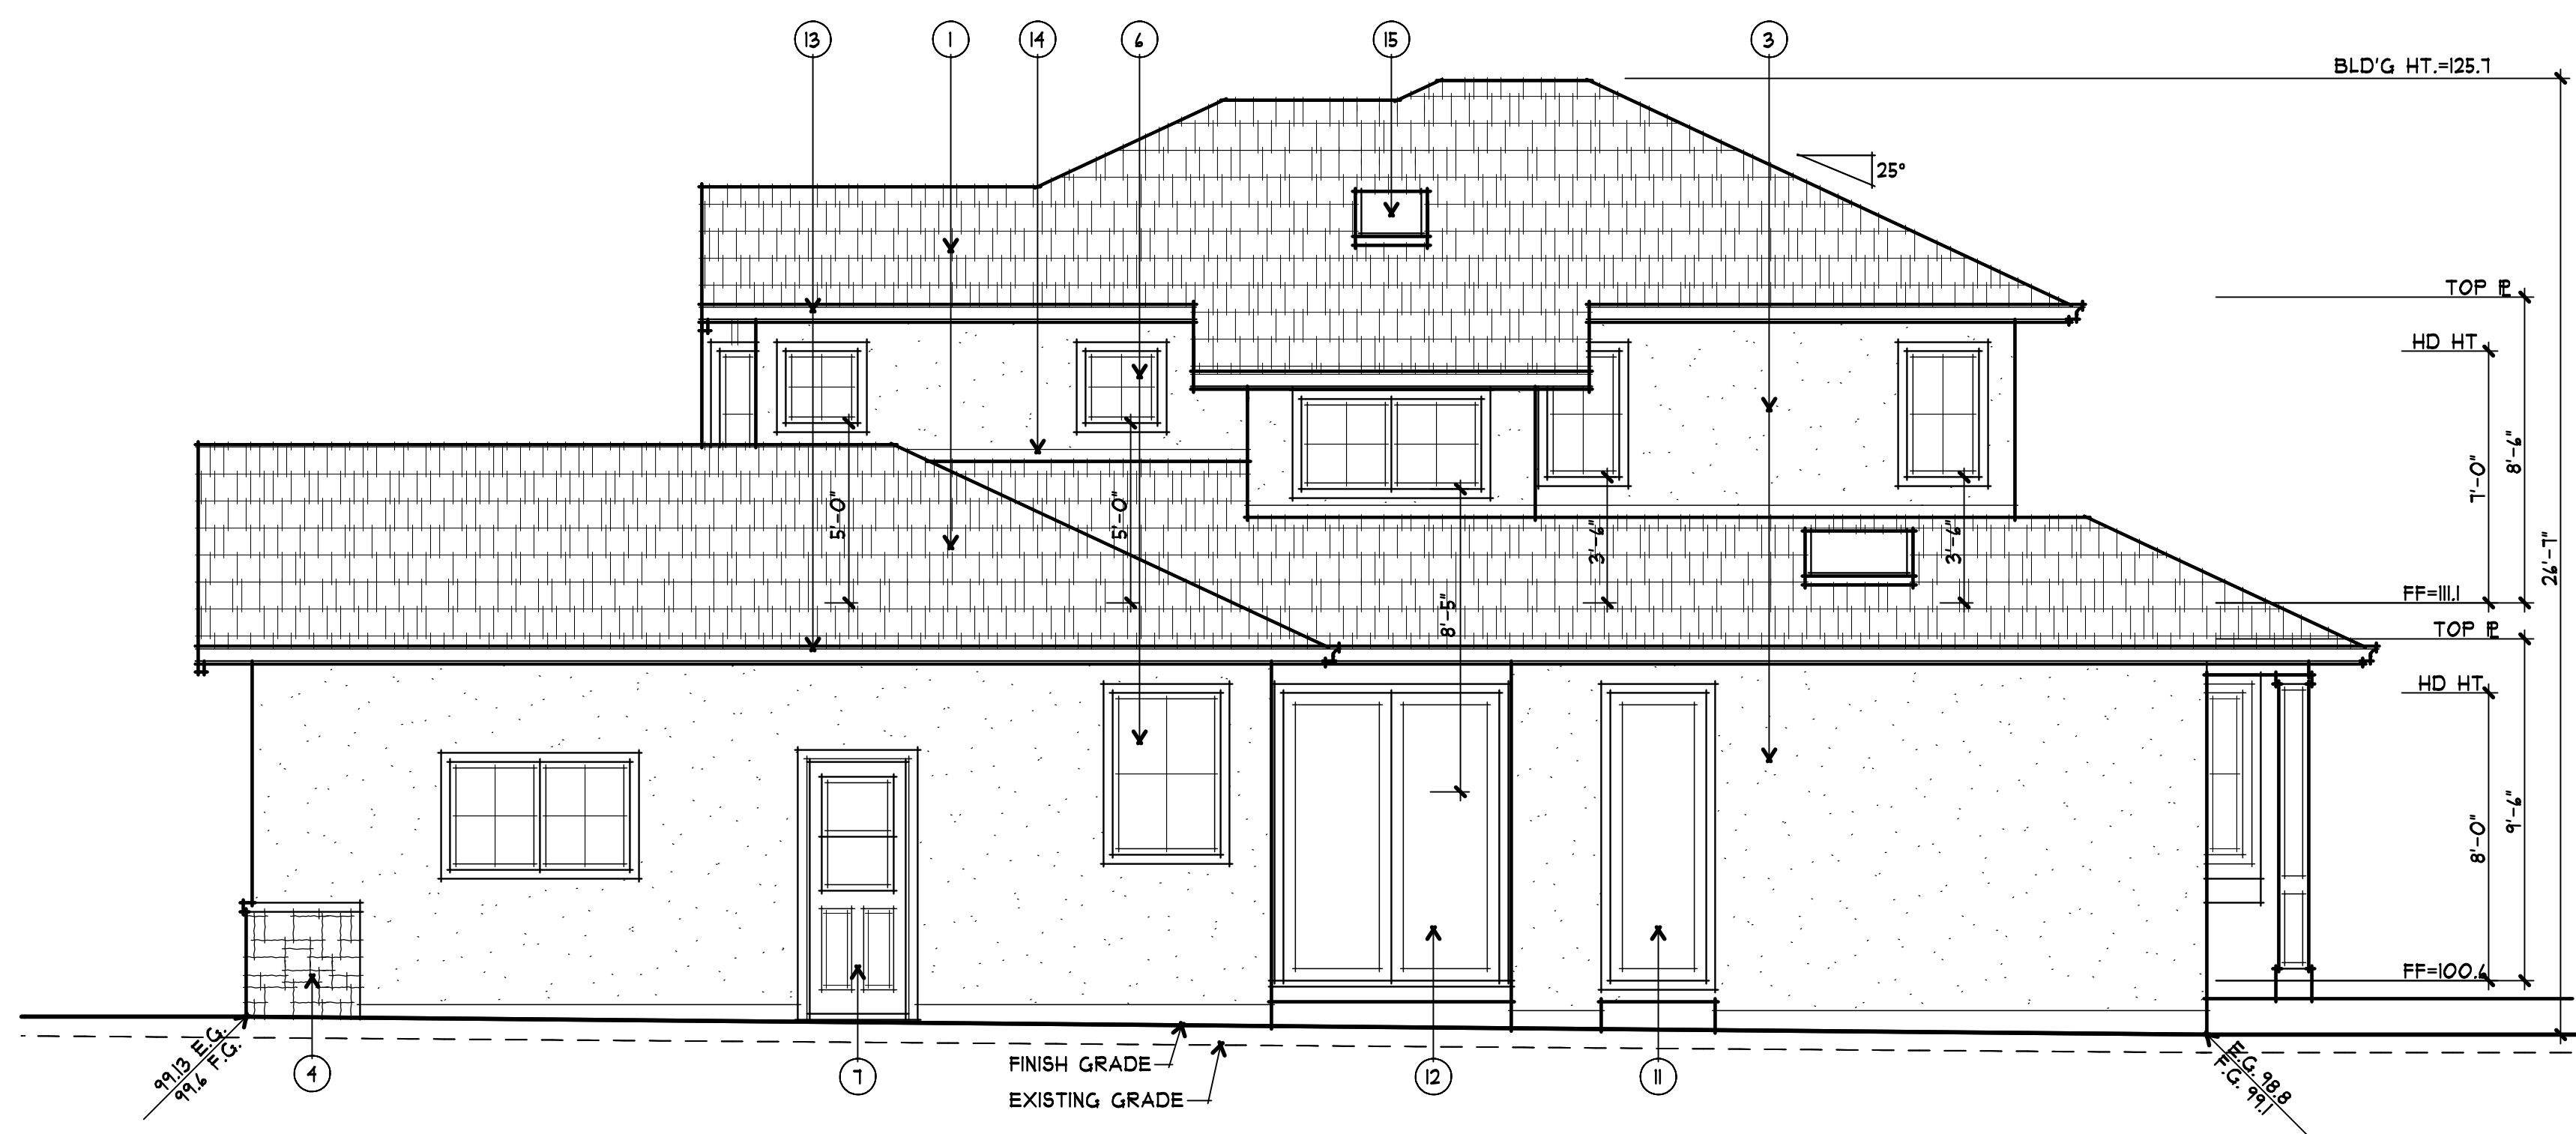 13
1
14
6
15
3
BLD'G HT.=125.7
25°
TOP PL
HD HT
8'-6"
7'-0"
5'-0"
5'-0"
3'-6"
3'-6"
26'-7"
8'-5"
FF=111.1
TOP PL
HD HT
8'-0"
9'-6"
FF=100.6
99.13 E.G.
99.6 F.G.
4
7
FINISH GRADE
EXISTING GRADE
12
11
E.G. 98.8
F.G. 99.1